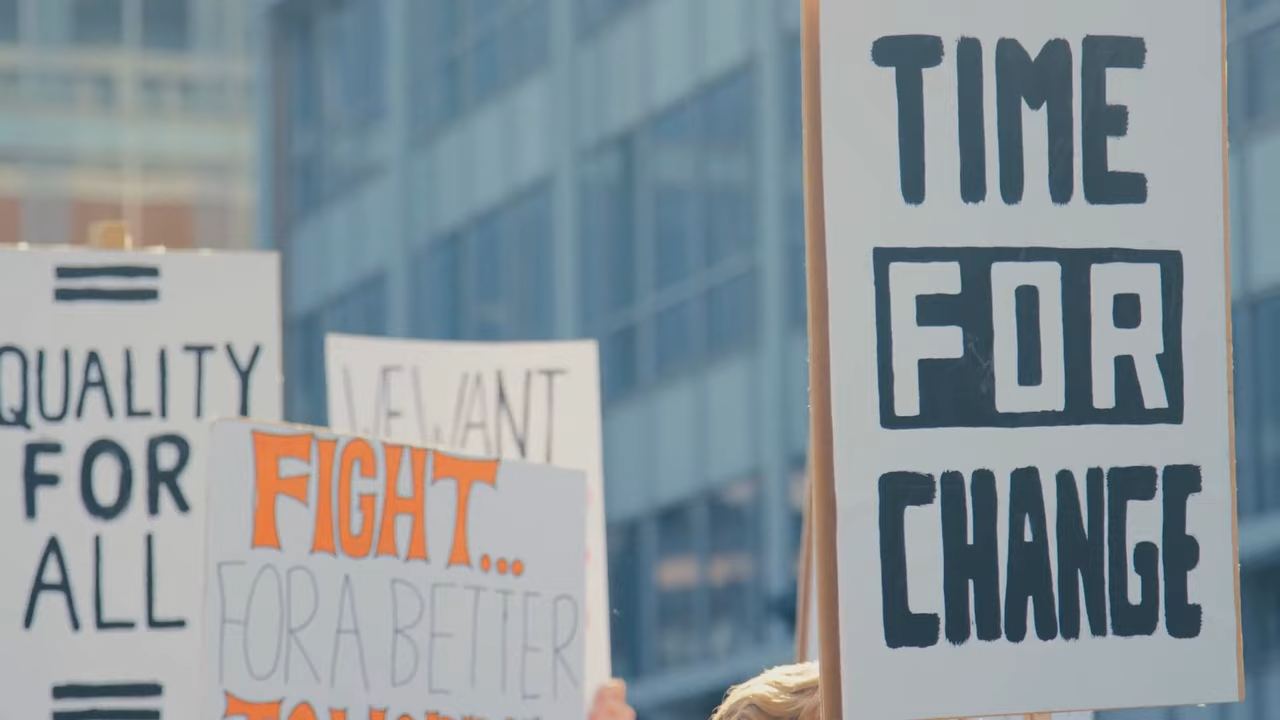 TIME
FOR
CHANGE
QUALITY
FOR
ALL
WE WANT
FIGHT...
FOR A BETTER